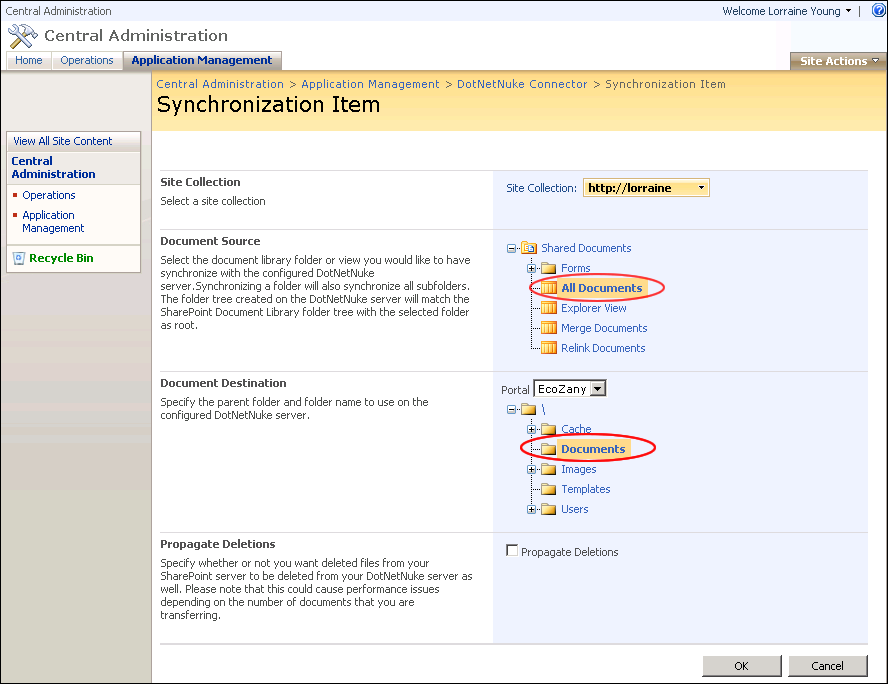 Central Administration
Welcome Lorraine Young
Central Administration
Home
Operations
Application Management
Site Actions
Central Administration > Application Management > DotNetNuke Connector > Synchronization Item
Synchronization Item
View All Site Content
Central
Administration
Operations
Application
Management
Recycle Bin
Site Collection
Select a site collection
Site Collection: http://lorraine
Document Source
Select the document library folder or view you would like to have
synchronize with the configured DotNetNuke
server.Synchronizing a folder will also synchronize all subfolders.
The folder tree created on the DotNetNuke server will match the
SharePoint Document Library folder tree with the selected folder
as root.
Shared Documents
Forms
All Documents
Explorer View
Merge Documents
Relink Documents
Document Destination
Specify the parent folder and folder name to use on the
configured DotNetNuke server.
Portal EcoZany
\
Cache
Documents
Images
Templates
Users
Propagate Deletions
Specify whether or not you want deleted files from your
SharePoint server to be deleted from your DotNetNuke server as
well. Please note that this could cause performance issues
depending on the number of documents that you are
transferring.
Propagate Deletions
OK
Cancel